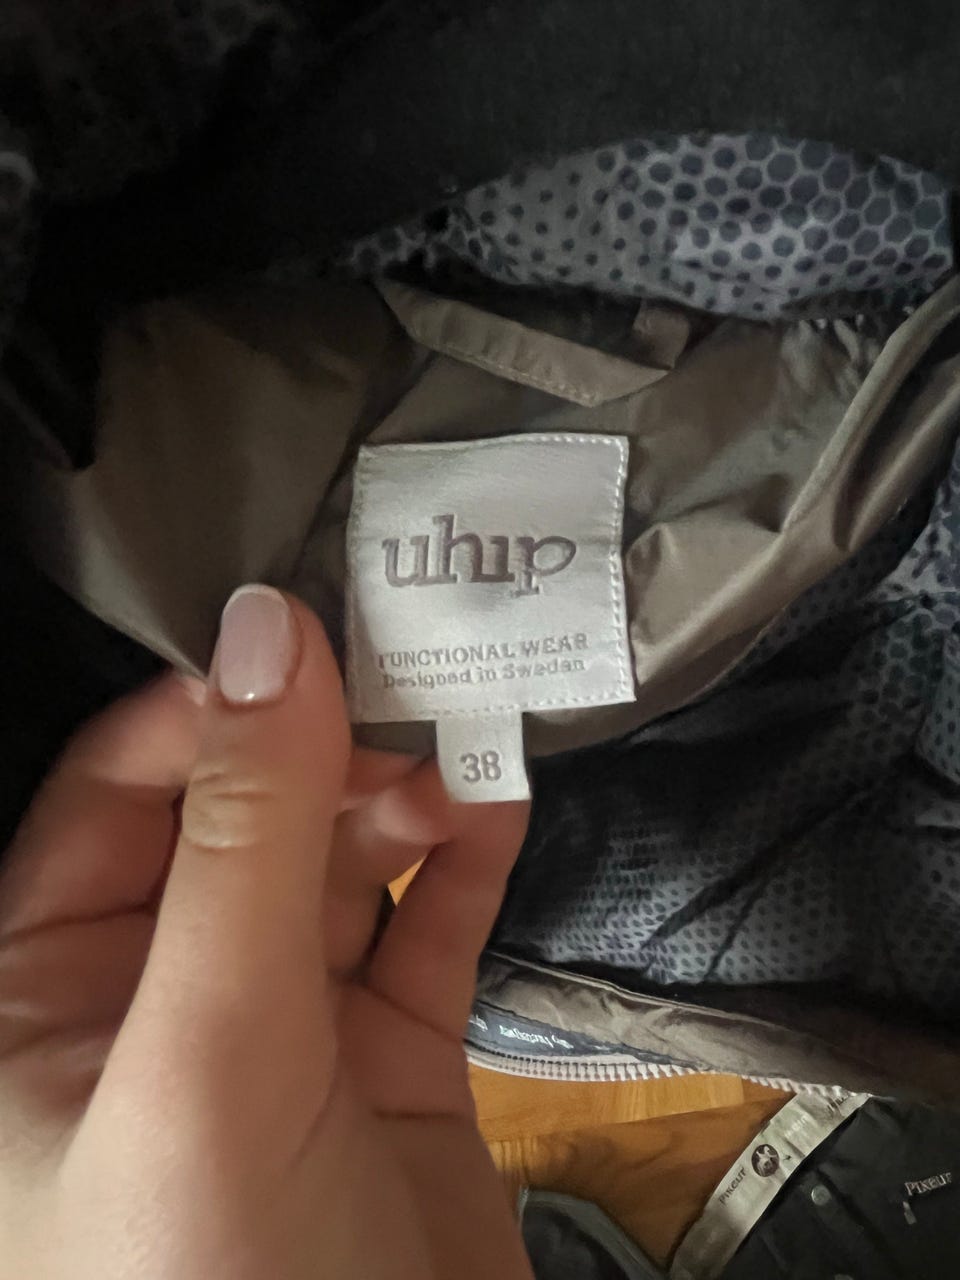 uhip
FUNCTIONAL WEAR
Designed in Sweden
38
PIKEUR
PIKEUR